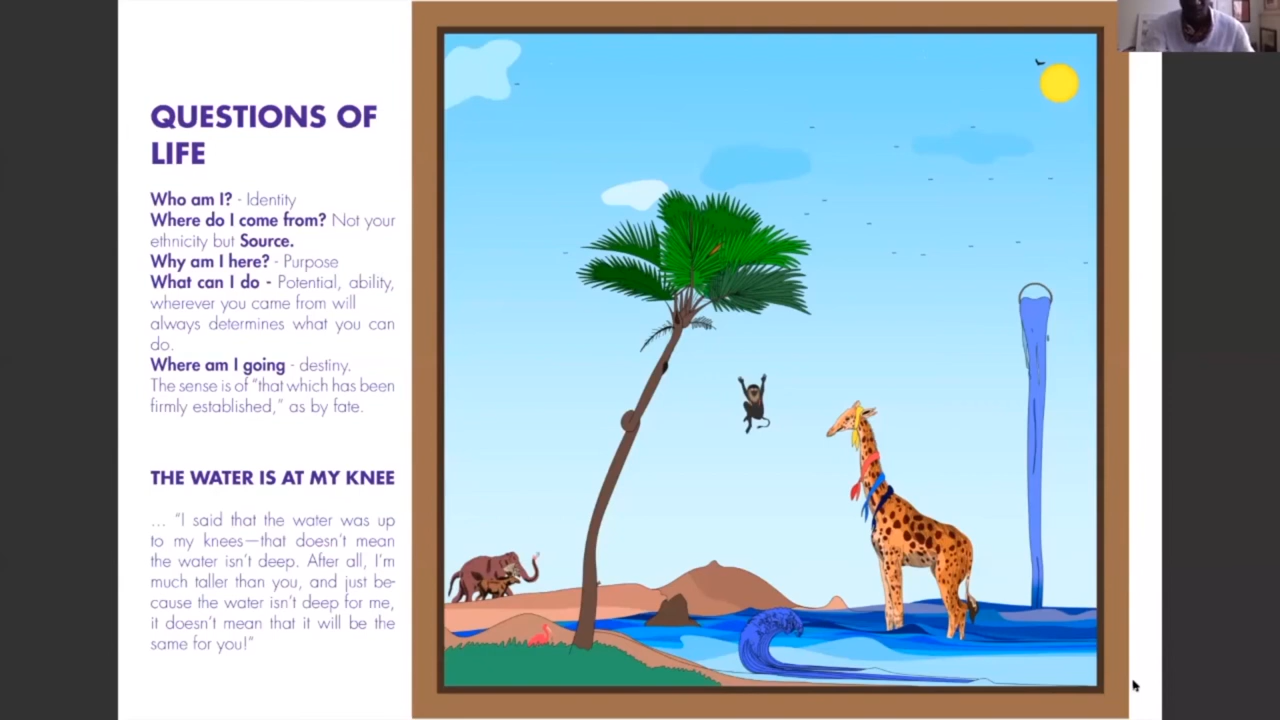 QUESTIONS OF
LIFE
Who am I? - Identity
Where do I come from? Not your
ethnicity but Source.
Why am I here? - Purpose
What can I do - Potential, ability,
wherever you came from will
always determines what you can
do.
Where am I going - destiny.
The sense is of "that which has been
firmly established," as by fate.
THE WATER IS AT MY KNEE
... "I said that the water was up
to my knees—that doesn't mean
the water isn't deep. After all, I'm
much taller than you, and just be-
cause the water isn't deep for me,
it doesn't mean that it will be the
same for you!"